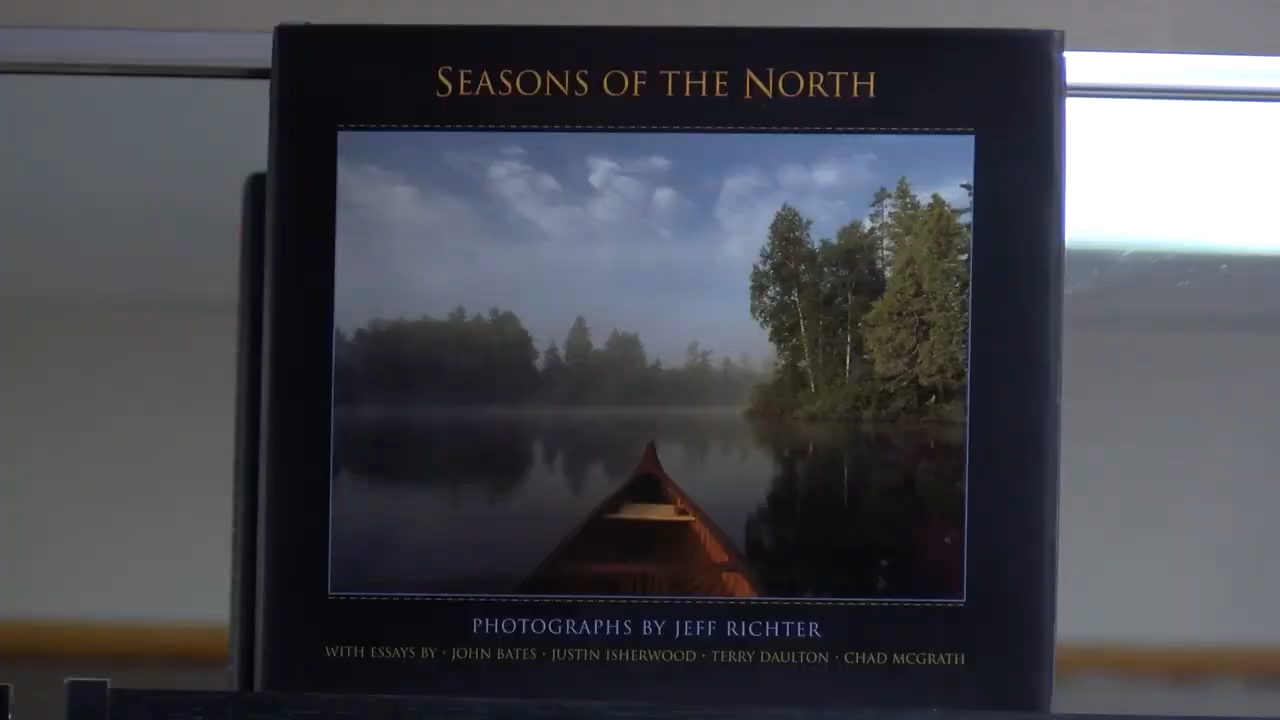 SEASONS OF THE NORTH
PHOTOGRAPHS BY JEFF RICHTER
WITH ESSAYS BY · JOHN BATES · JUSTIN ISHERWOOD · TERRY DAULTON · CHAD MCGRATH